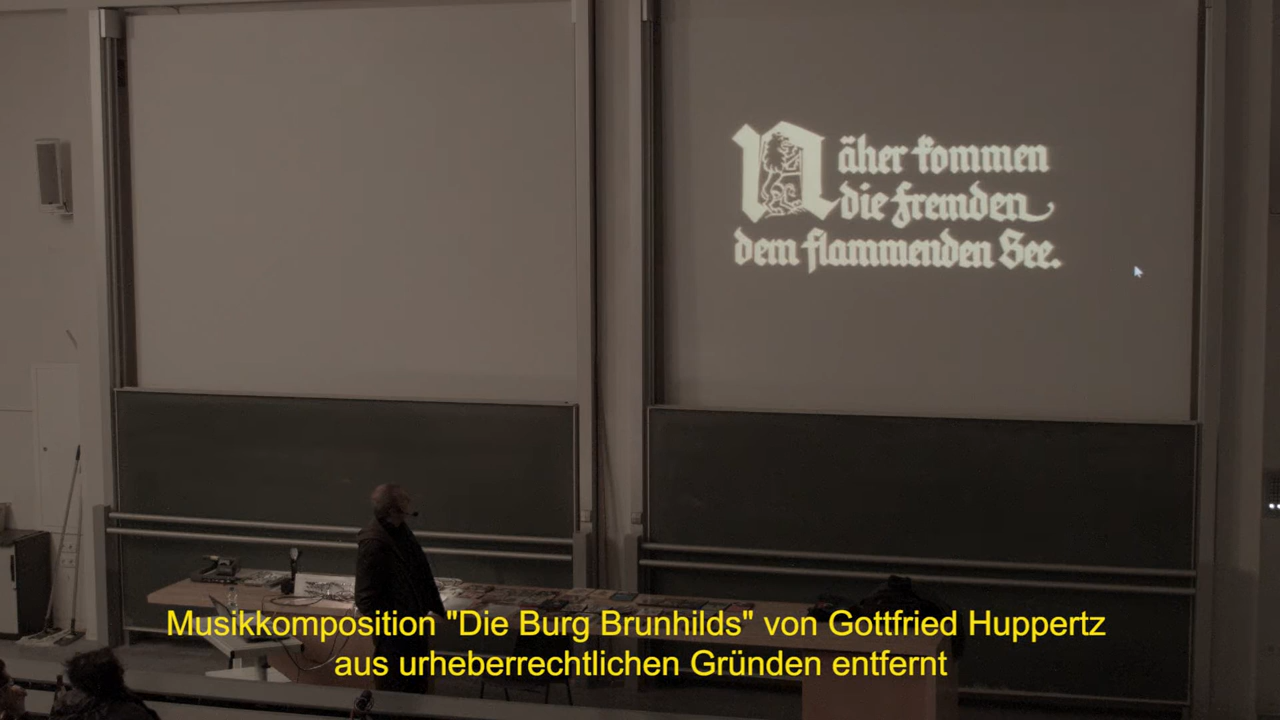 Näher kommen
die Fremden
dem flammenden See.
Musikkomposition "Die Burg Brunhilds" von Gottfried Huppertz
aus urheberrechtlichen Gründen entfernt